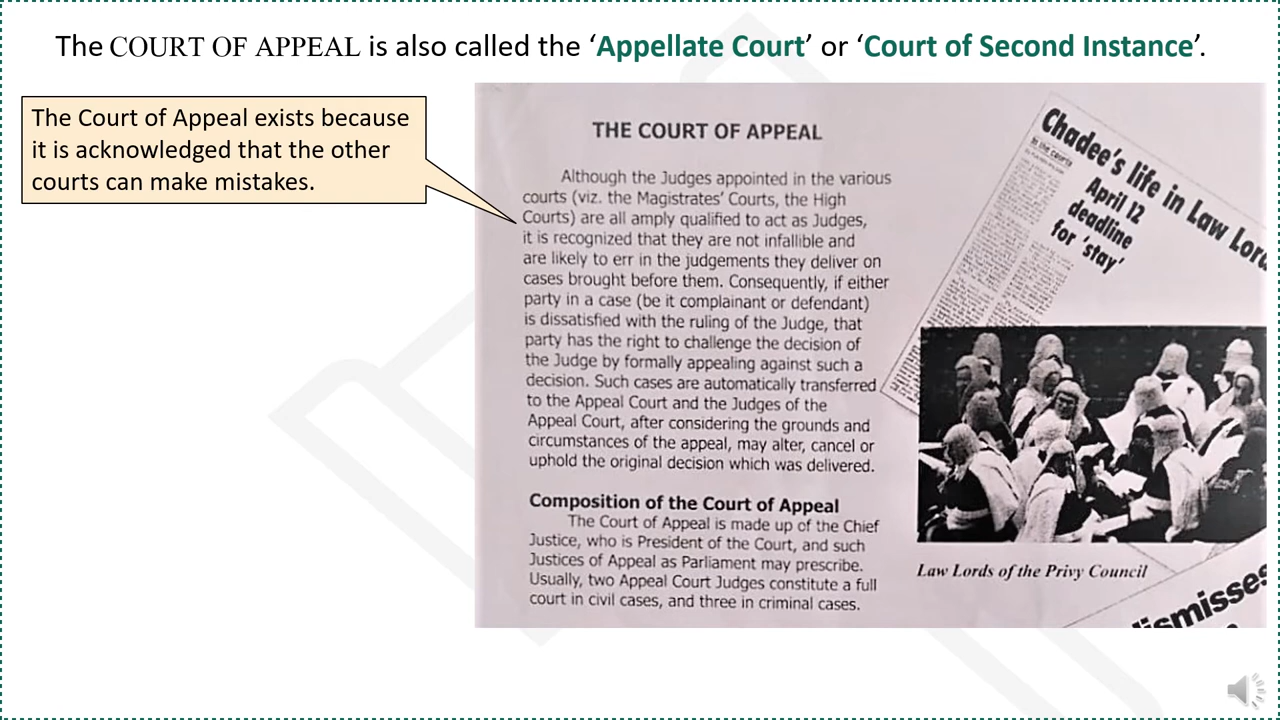 The COURT OF APPEAL is also called the ‘Appellate Court’ or ‘Court of Second Instance’.
The Court of Appeal exists because
it is acknowledged that the other
courts can make mistakes.
THE COURT OF APPEAL
Although the Judges appointed in the various
courts (viz. the Magistrates’ Courts, the High
Courts) are all amply qualified to act as Judges,
it is recognized that they are not infallible and
are likely to err in the judgements they deliver on
cases brought before them. Consequently, if either
party in a case (be it complainant or defendant)
is dissatisfied with the ruling of the Judge, that
party has the right to challenge the decision of
the Judge by formally appealing against such a
decision. Such cases are automatically transferred
to the Appeal Court and the Judges of the
Appeal Court, after considering the grounds and
circumstances of the appeal, may alter, cancel or
uphold the original decision which was delivered.
Composition of the Court of Appeal
The Court of Appeal is made up of the Chief
Justice, who is President of the Court, and such
Justices of Appeal as Parliament may prescribe.
Usually, two Appeal Court Judges constitute a full
court in civil cases, and three in criminal cases.
Chadee’s life in Law Lor
In the courts
April 12
deadline
for ‘stay’
Law Lords of the Privy Council
ismisses